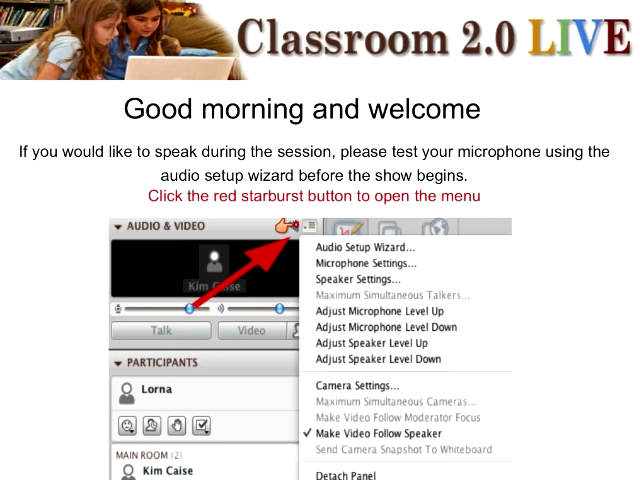 Classroom 2.0 LIVE
Good morning and welcome
If you would like to speak during the session, please test your microphone using the
audio setup wizard before the show begins.
Click the red starburst button to open the menu
AUDIO & VIDEO
Kim Caise
Talk
Video
PARTICIPANTS
Lorna
MAIN ROOM (2)
Kim Caise
Audio Setup Wizard...
Microphone Settings...
Speaker Settings...
Maximum Simultaneous Talkers...
Adjust Microphone Level Up
Adjust Microphone Level Down
Adjust Speaker Level Up
Adjust Speaker Level Down
Camera Settings...
Maximum Simultaneous Cameras...
Make Video Follow Moderator Focus
Make Video Follow Speaker
Send Camera Snapshot To Whiteboard
Detach Panel